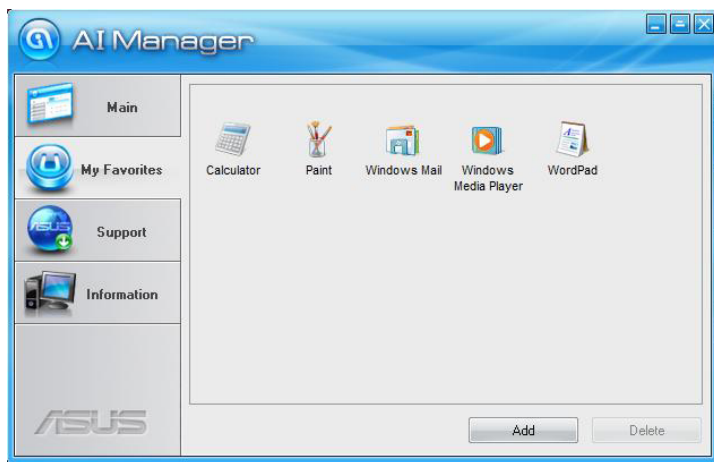 AI Manager
Main
My Favorites
Support
Information
Calculator
Paint
Windows Mail
Windows
Media Player
WordPad
ASUS
Add
Delete